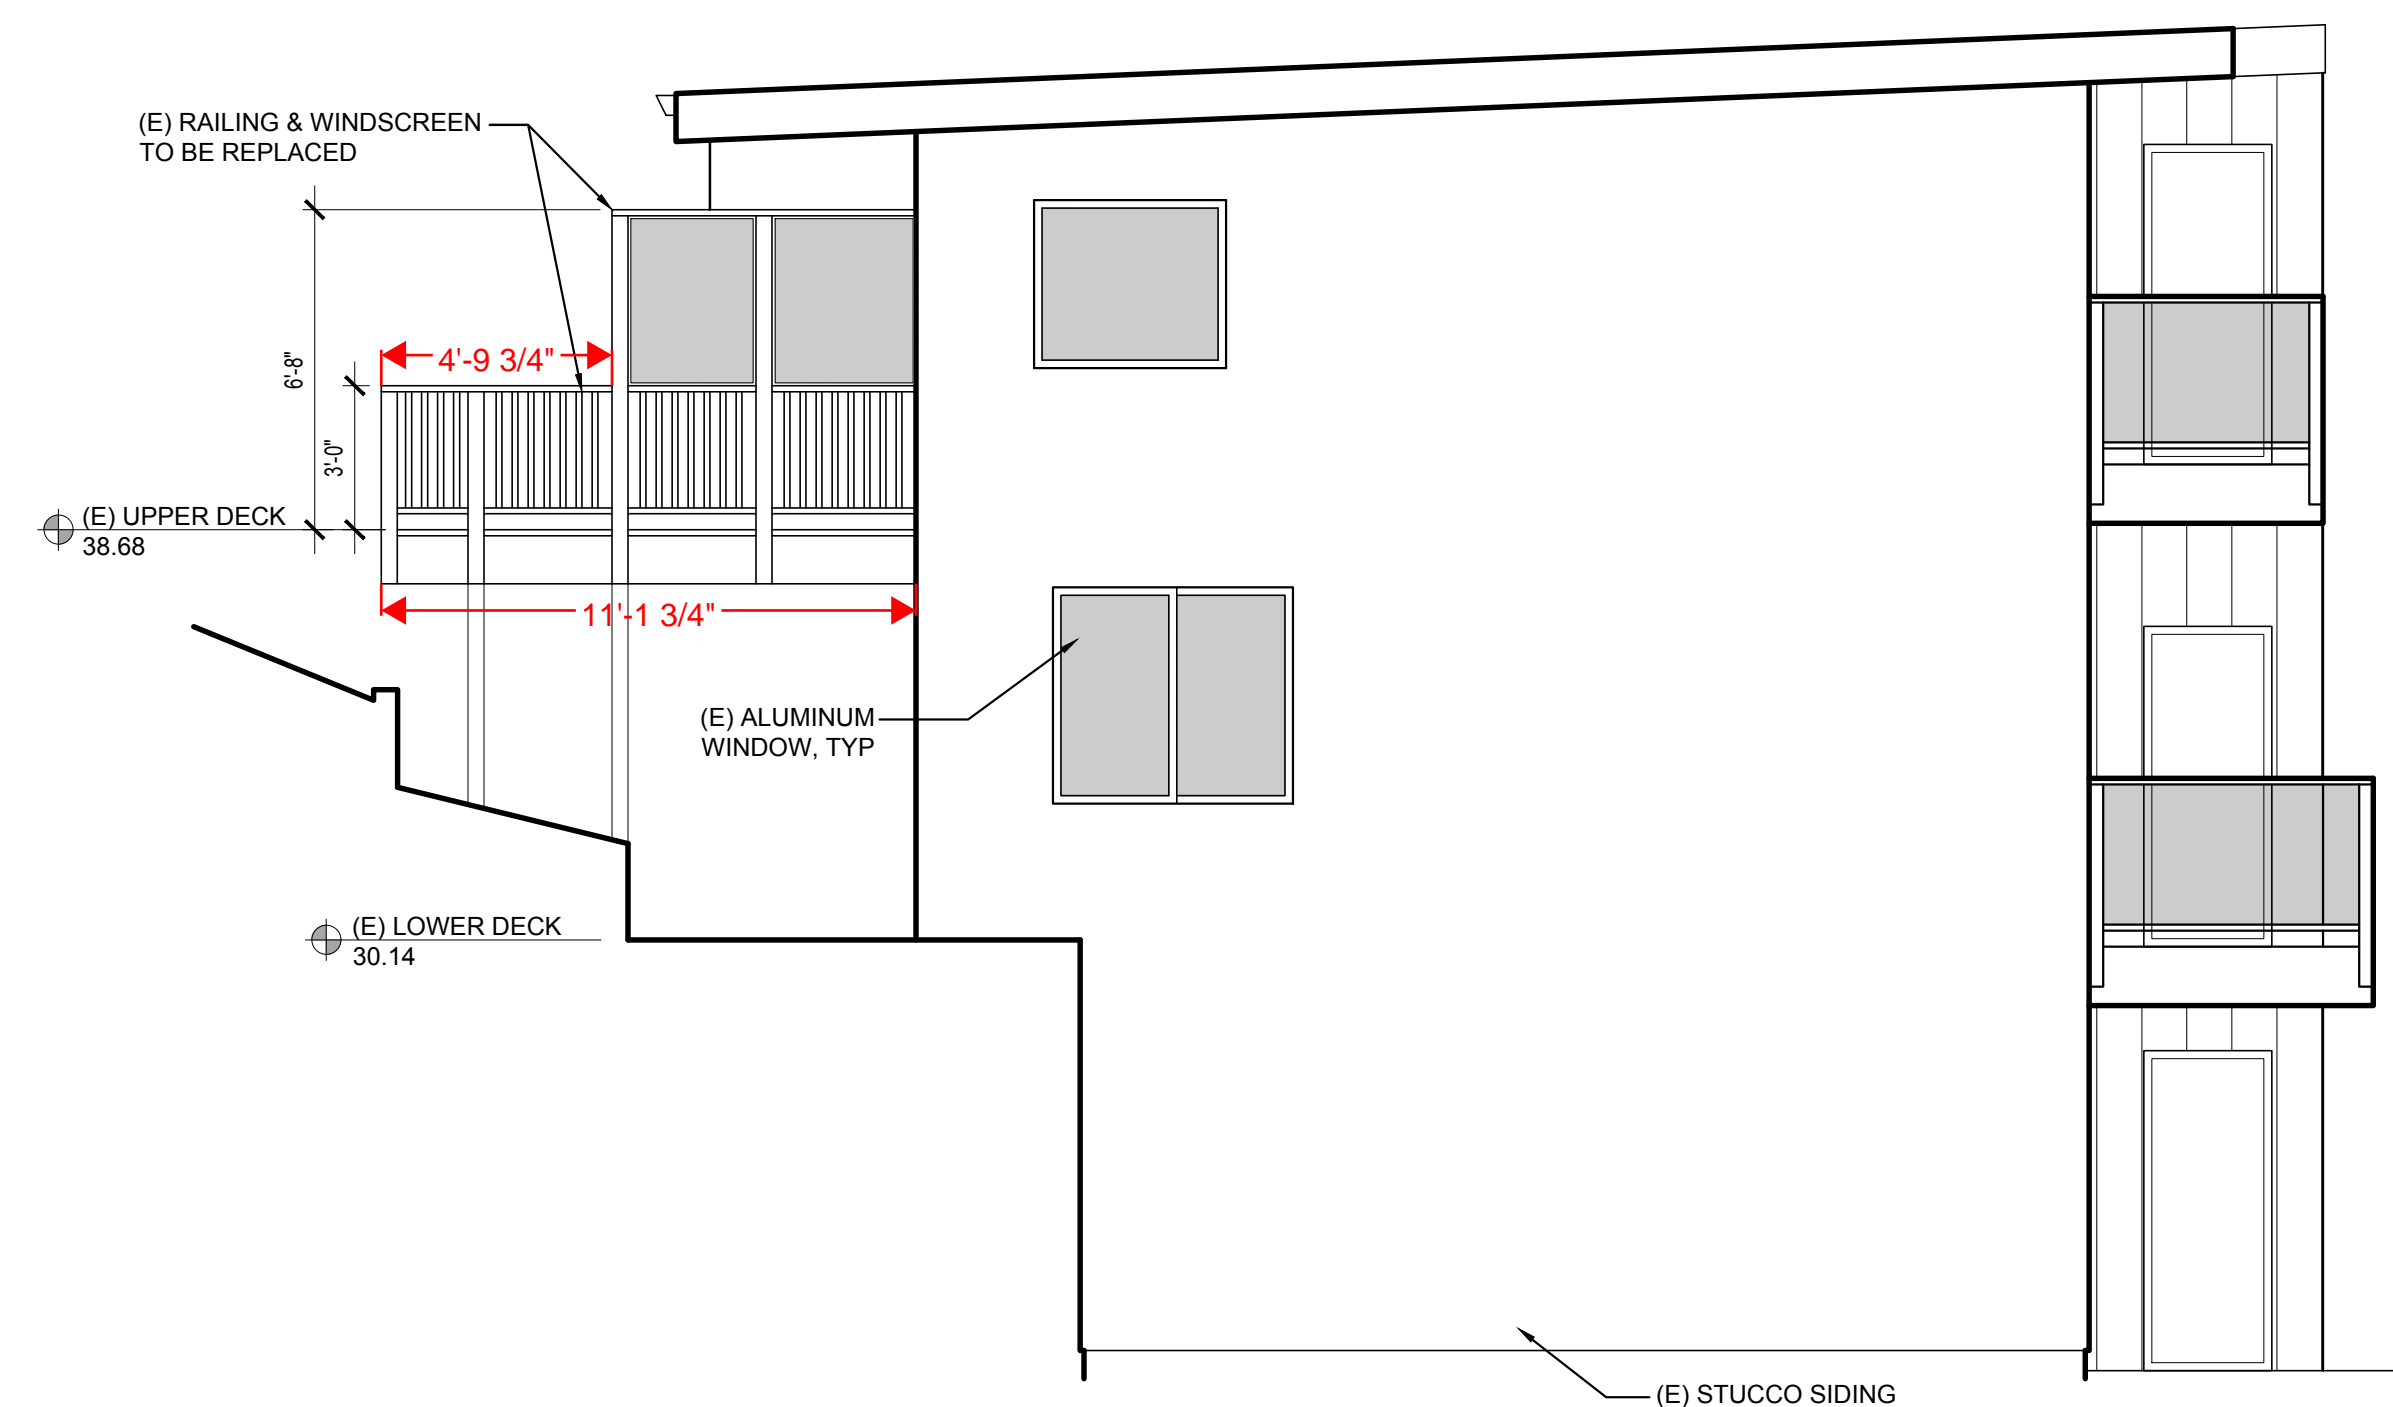 (E) RAILING & WINDSCREEN
TO BE REPLACED
6'-8"
4'-9 3/4"
3'-0"
(E) UPPER DECK
38.68
11'-1 3/4"
(E) ALUMINUM
WINDOW, TYP
(E) LOWER DECK
30.14
(E) STUCCO SIDING